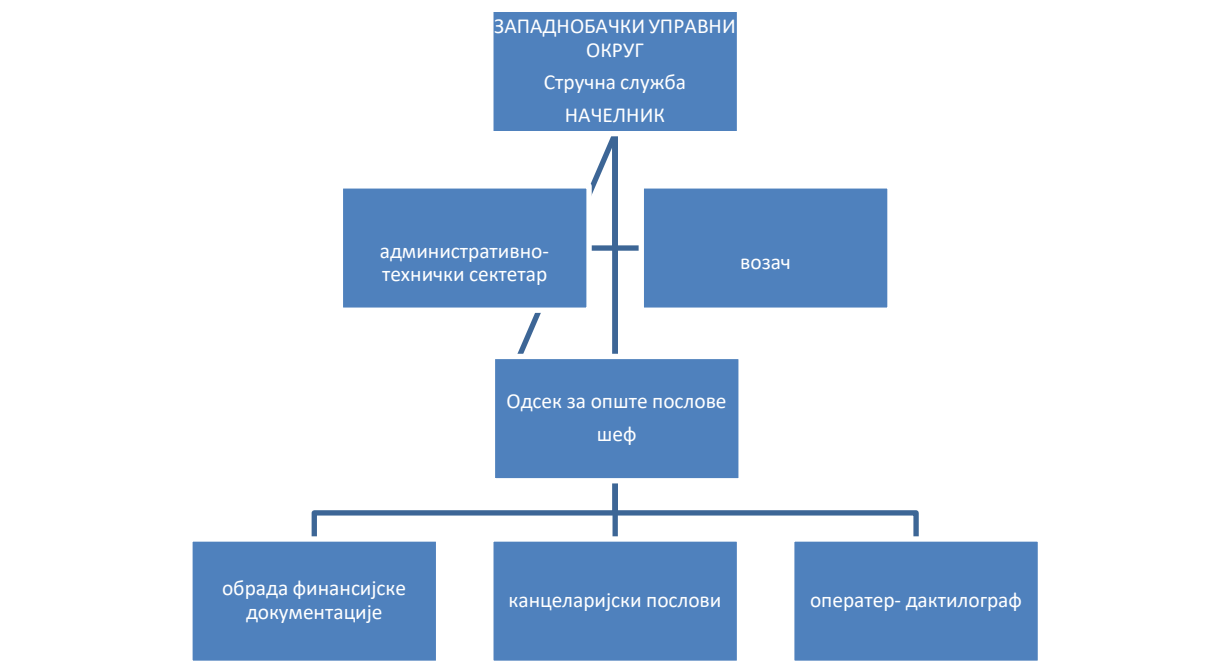 ЗАПАДНОБАЧКИ УПРАВНИ
ОКРУГ
Стручна служба
НАЧЕЛНИК
административно-
технички сектетар
возач
Одсек за опште послове
шеф
обрада финансијске
документације
канцеларијски послови
оператер- дактилограф